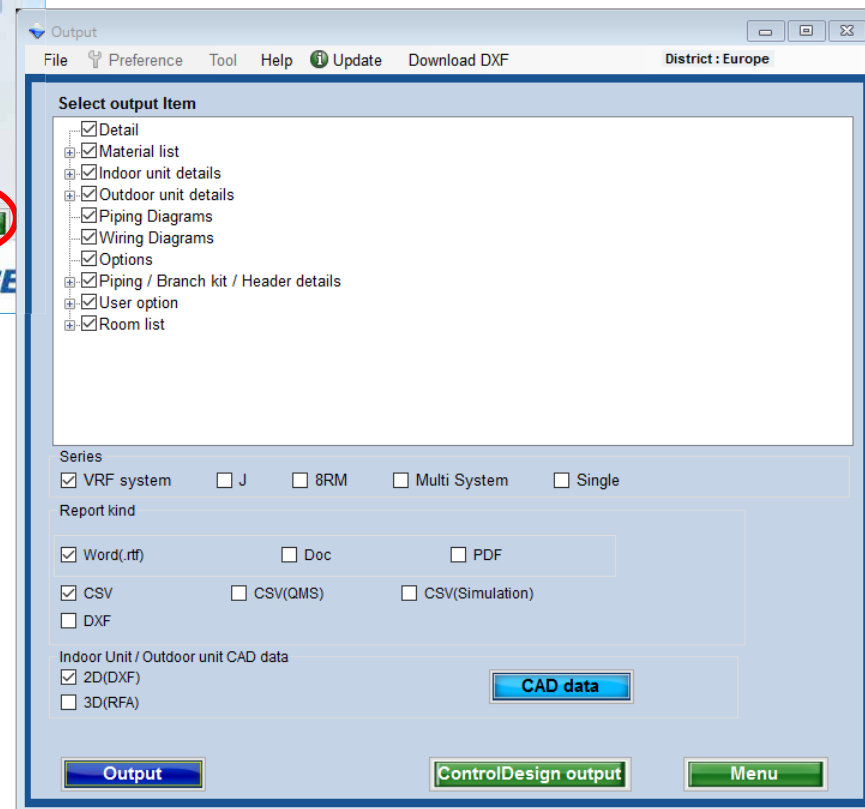 Output
File Preference Tool Help Update Download DXF District : Europe
Select output Item
Detail
Material list
Indoor unit details
Outdoor unit details
Piping Diagrams
Wiring Diagrams
Options
Piping / Branch kit / Header details
User option
Room list
Series
VRF system J 8RM Multi System Single
Report kind
Word(.rtf) Doc PDF
CSV CSV(QMS) CSV(Simulation)
DXF
Indoor Unit / Outdoor unit CAD data
2D(DXF)
CAD data
3D(RFA)
Output ControlDesign output Menu